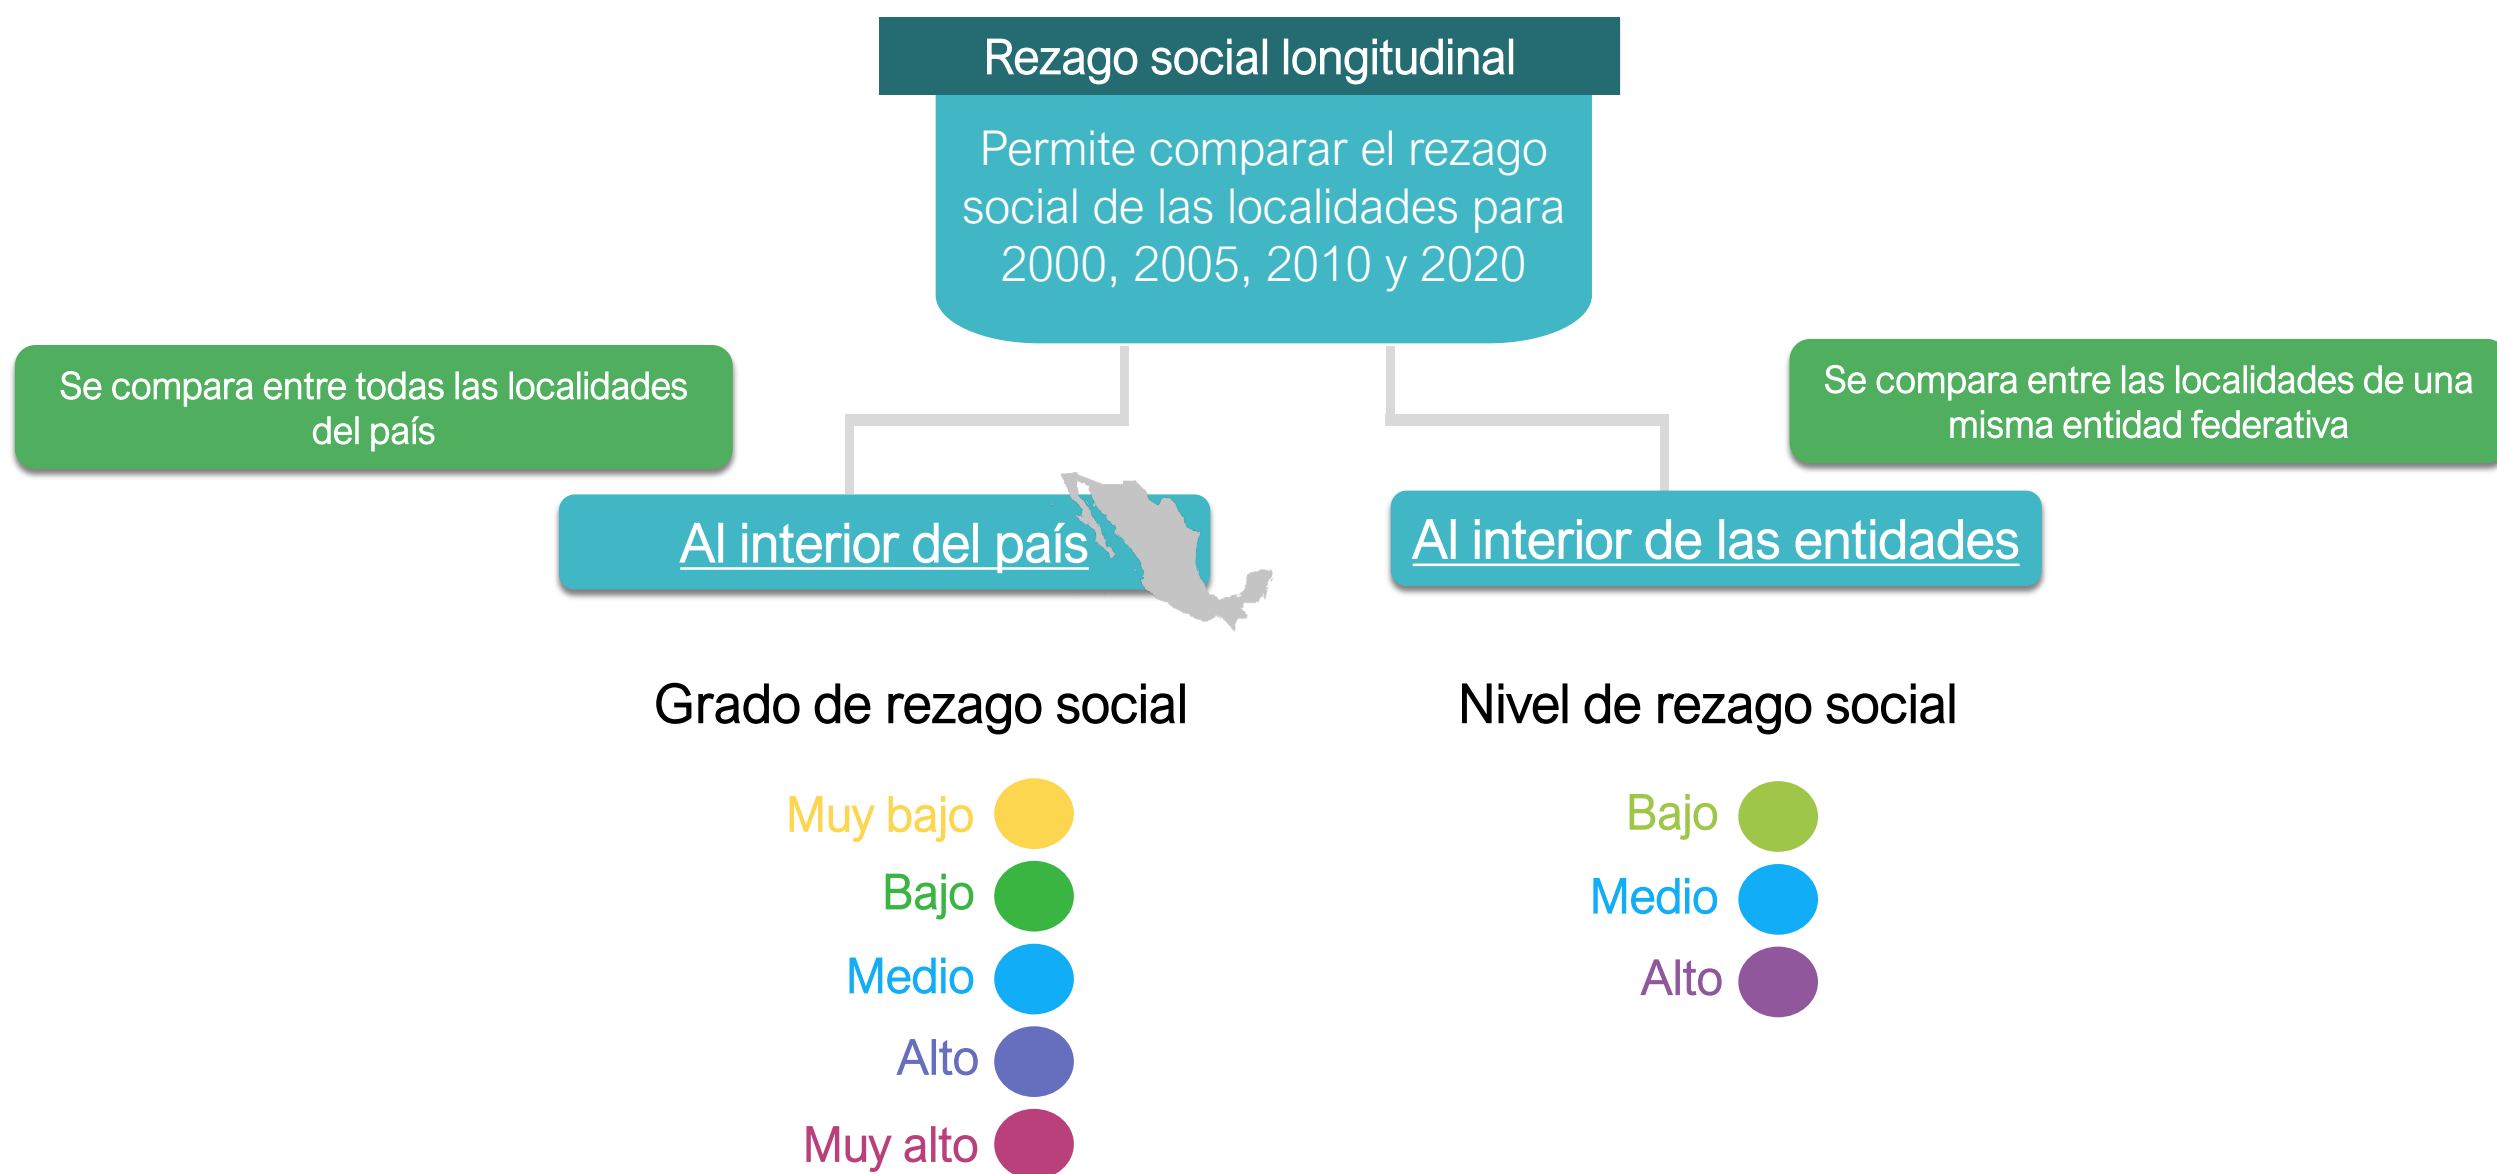 Rezago social longitudinal
Permite comparar el rezago
social de las localidades para
2000, 2005, 2010 y 2020
Se compara entre todas las localidades
del país
Se compara entre las localidades de una
misma entidad federativa
Al interior del país
Al interior de las entidades
Grado de rezago social
Muy bajo
Bajo
Medio
Alto
Muy alto
Nivel de rezago social
Bajo
Medio
Alto